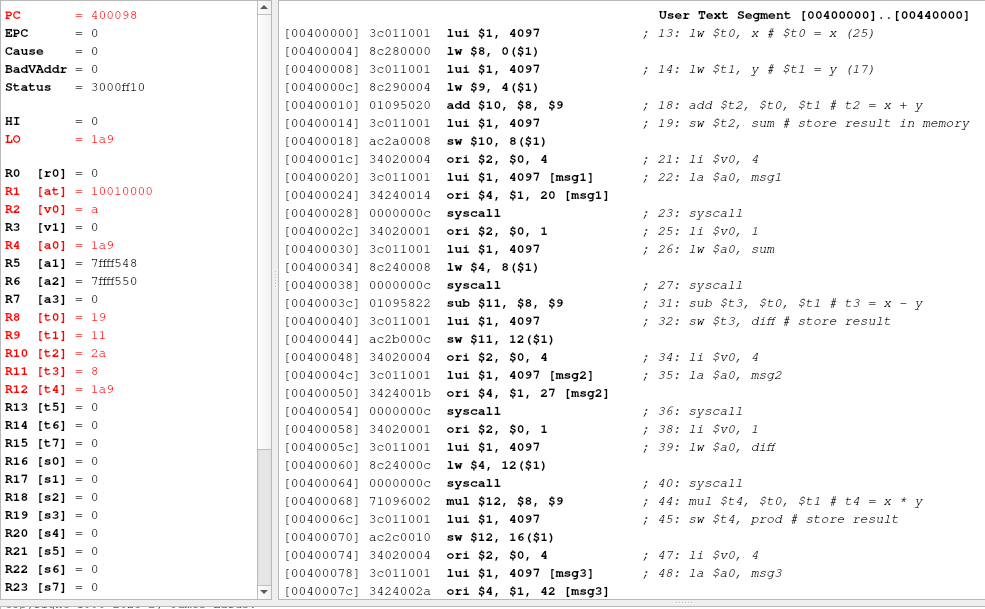 PC = 400098
EPC = 0
Cause = 0
BadVAddr = 0
Status = 3000ff10
HI = 0
LO = 1a9
R0 [r0] = 0
R1 [at] = 10010000
R2 [v0] = a
R3 [v1] = 0
R4 [a0] = 1a9
R5 [a1] = 7ffff548
R6 [a2] = 7ffff550
R7 [a3] = 0
R8 [t0] = 19
R9 [t1] = 11
R10 [t2] = 2a
R11 [t3] = 8
R12 [t4] = 1a9
R13 [t5] = 0
R14 [t6] = 0
R15 [t7] = 0
R16 [s0] = 0
R17 [s1] = 0
R18 [s2] = 0
R19 [s3] = 0
R20 [s4] = 0
R21 [s5] = 0
R22 [s6] = 0
R23 [s7] = 0
User Text Segment [00400000]..[00440000]
[00400000] 3c011001 lui $1, 4097 ; 13: lw $t0, x # $t0 = x (25)
[00400004] 8c280000 lw $8, 0($1)
[00400008] 3c011001 lui $1, 4097 ; 14: lw $t1, y # $t1 = y (17)
[0040000c] 8c290004 lw $9, 4($1)
[00400010] 01095020 add $10, $8, $9 ; 18: add $t2, $t0, $t1 # t2 = x + y
[00400014] 3c011001 lui $1, 4097 ; 19: sw $t2, sum # store result in memory
[00400018] ac2a0008 sw $10, 8($1)
[0040001c] 34020004 ori $2, $0, 4 ; 21: li $v0, 4
[00400020] 3c011001 lui $1, 4097 [msg1] ; 22: la $a0, msg1
[00400024] 34240014 ori $4, $1, 20 [msg1]
[00400028] 0000000c syscall ; 23: syscall
[0040002c] 34020001 ori $2, $0, 1 ; 25: li $v0, 1
[00400030] 3c011001 lui $1, 4097 ; 26: lw $a0, sum
[00400034] 8c240008 lw $4, 8($1)
[00400038] 0000000c syscall ; 27: syscall
[0040003c] 01095822 sub $11, $8, $9 ; 31: sub $t3, $t0, $t1 # t3 = x - y
[00400040] 3c011001 lui $1, 4097 ; 32: sw $t3, diff # store result
[00400044] ac2b000c sw $11, 12($1)
[00400048] 34020004 ori $2, $0, 4 ; 34: li $v0, 4
[0040004c] 3c011001 lui $1, 4097 [msg2] ; 35: la $a0, msg2
[00400050] 3424001b ori $4, $1, 27 [msg2]
[00400054] 0000000c syscall ; 36: syscall
[00400058] 34020001 ori $2, $0, 1 ; 38: li $v0, 1
[0040005c] 3c011001 lui $1, 4097 ; 39: lw $a0, diff
[00400060] 8c24000c lw $4, 12($1)
[00400064] 0000000c syscall ; 40: syscall
[00400068] 71096002 mul $12, $8, $9 ; 44: mul $t4, $t0, $t1 # t4 = x * y
[0040006c] 3c011001 lui $1, 4097 ; 45: sw $t4, prod # store result
[00400070] ac2c0010 sw $12, 16($1)
[00400074] 34020004 ori $2, $0, 4 ; 47: li $v0, 4
[00400078] 3c011001 lui $1, 4097 [msg3] ; 48: la $a0, msg3
[0040007c] 3424002a ori $4, $1, 42 [msg3]